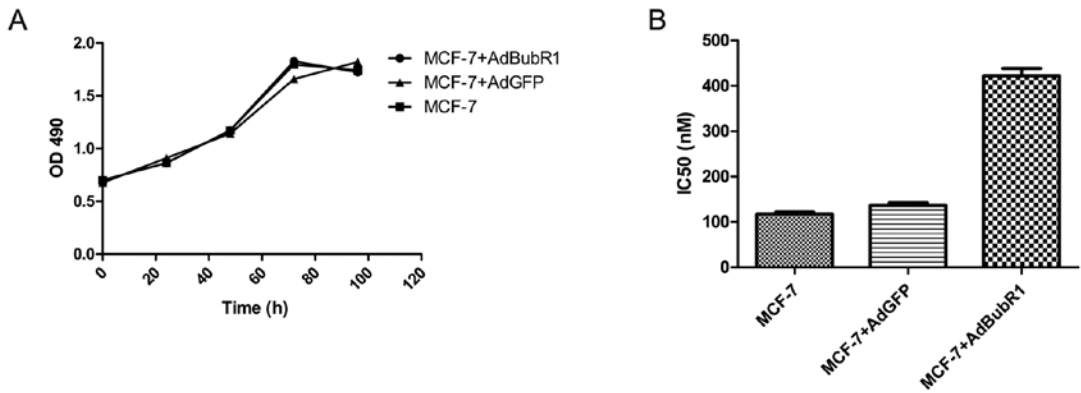 A
OD 490
2.0
1.5
1.0
0.5
0.0
0
20
40
60
80
100
120
Time (h)
MCF-7+AdBubR1
MCF-7+AdGFP
MCF-7
B
IC50 (nM)
500
400
300
200
100
0
MCF-7
MCF-7+AdGFP
MCF-7+AdBubR1